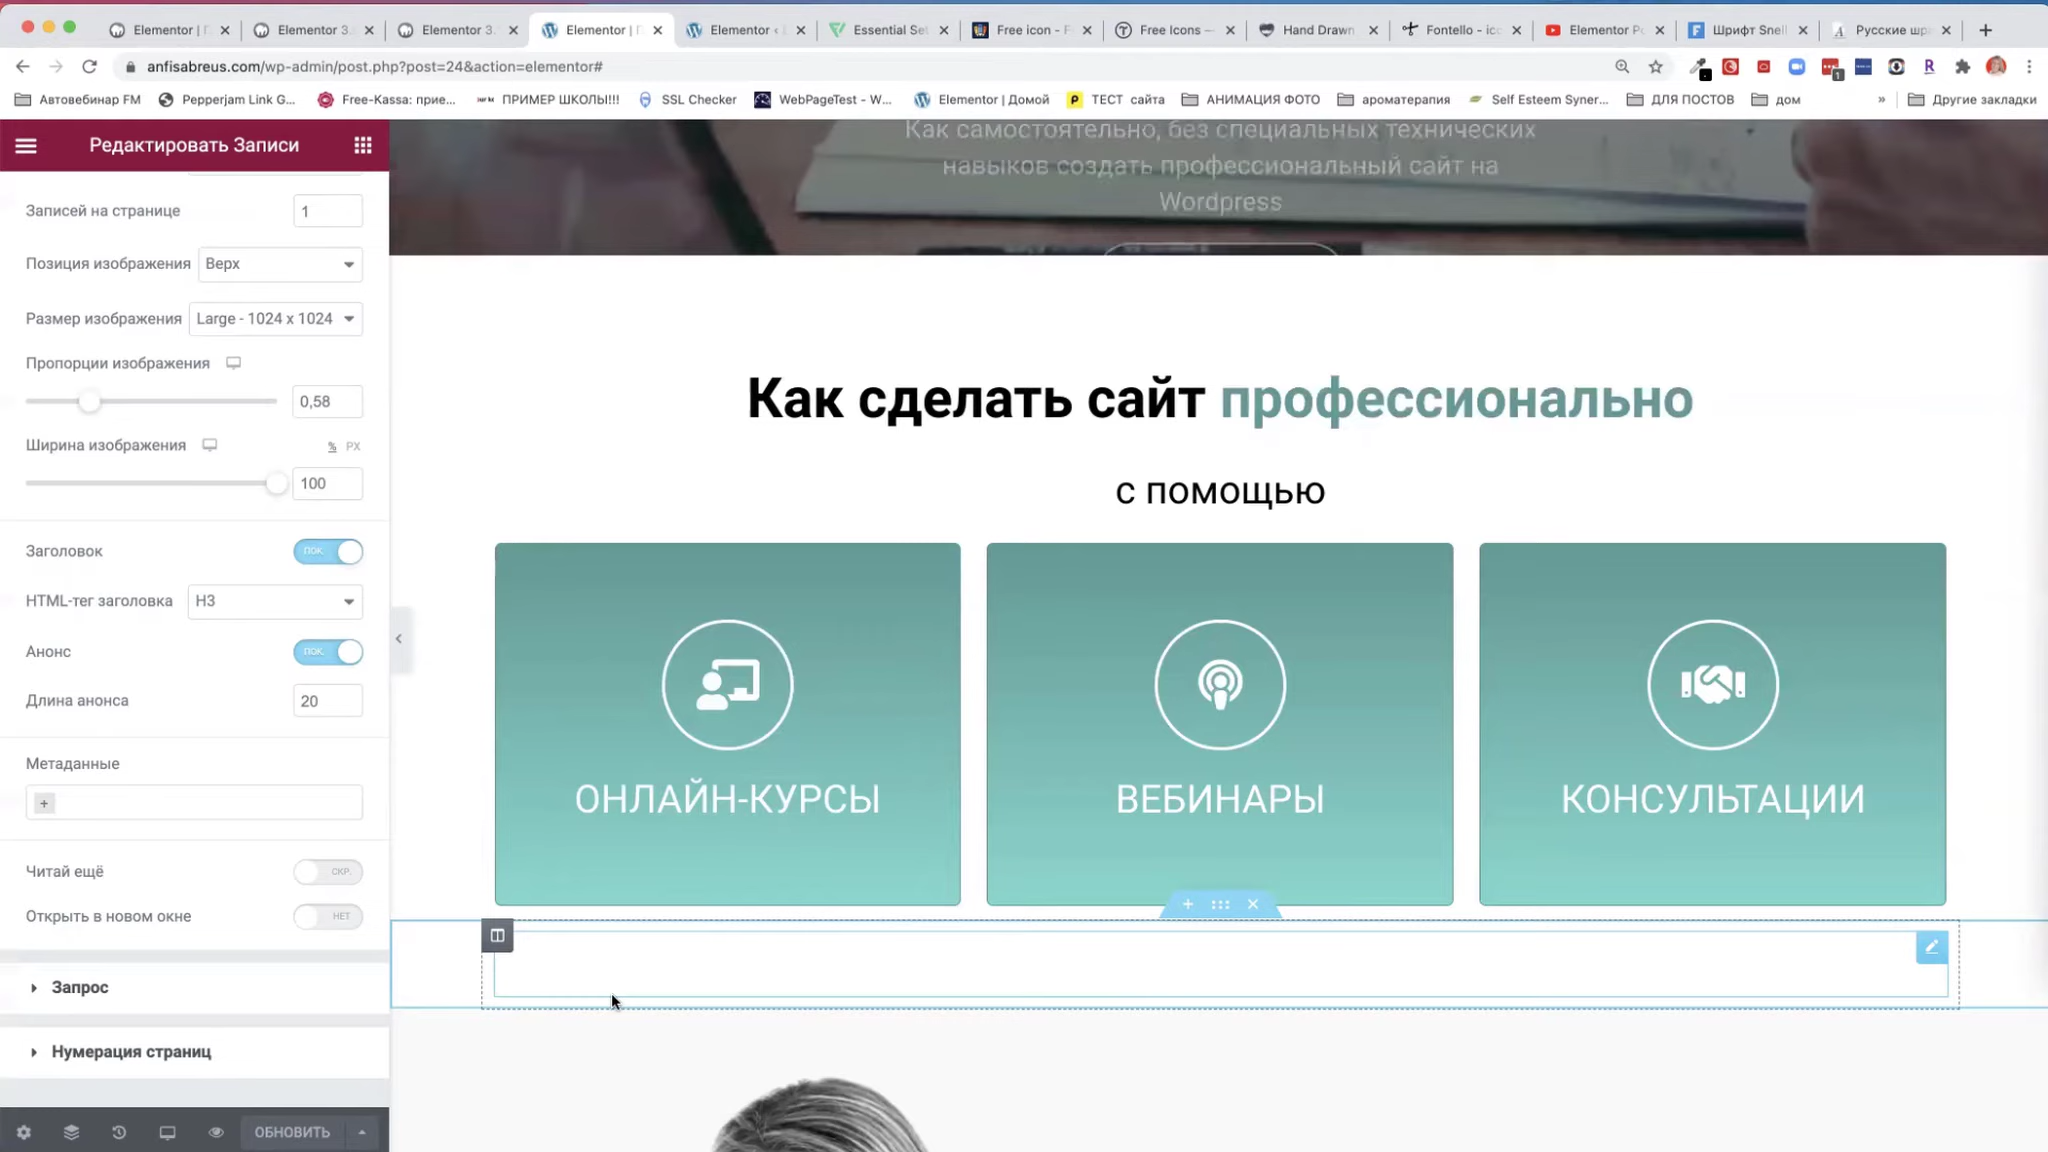 Elementor | Г
Elementor 3.
Elementor 3.
Elementor | Г
Elementor ‹
Essential Set
Free icon - F
Free Icons —
Hand Drawn
Fontello - ico
Elementor Po
Шрифт Snell
Русские шр
anfisabreus.com/wp-admin/post.php?post=24&action=elementor#
Автовебинар FM
Pepperjam Link G...
Free-Kassa: прие...
ПРИМЕР ШКОЛЫ!!!
SSL Checker
WebPageTest - W...
Elementor | Домой
ТЕСТ сайта
АНИМАЦИЯ ФОТО
ароматерапия
Self Esteem Syner...
ДЛЯ ПОСТОВ
дом
»
Другие закладки
Редактировать Записи
Записей на странице
1
Позиция изображения
Верх
Размер изображения
Large - 1024 x 1024
Пропорции изображения
0,58
Ширина изображения
%
PX
100
Заголовок
ПОК.
HTML-тег заголовка
H3
Анонс
ПОК.
Длина анонса
20
Метаданные
+
Читай ещё
СКР.
Открыть в новом окне
НЕТ
Запрос
Нумерация страниц
ОБНОВИТЬ
Как самостоятельно, без специальных технических
навыков создать профессиональный сайт на
Wordpress
Как сделать сайт профессионально
с помощью
ОНЛАЙН-КУРСЫ
ВЕБИНАРЫ
КОНСУЛЬТАЦИИ